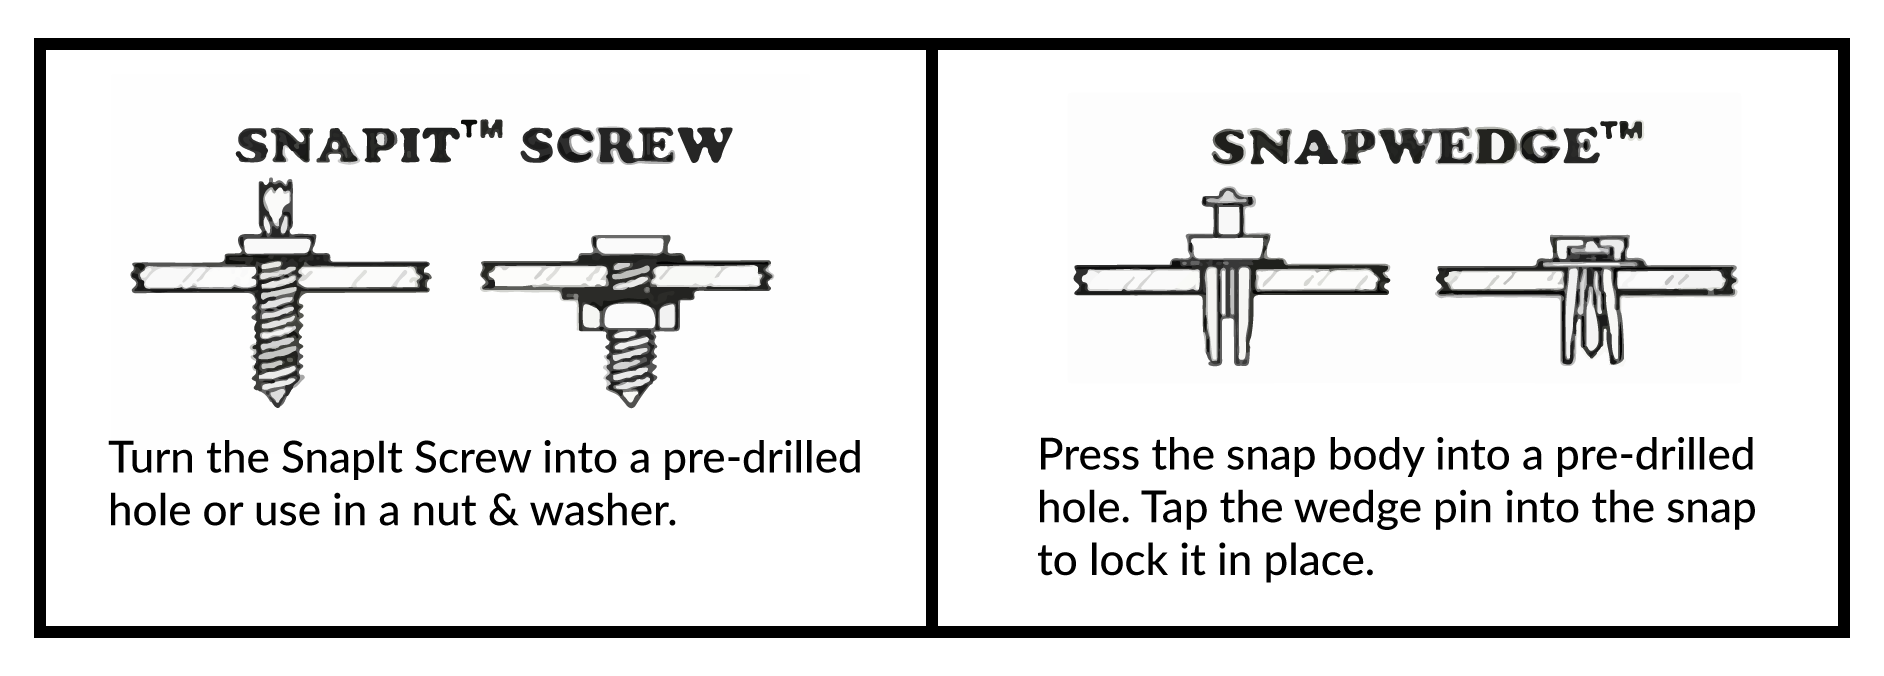 SNAPIT™ SCREW
Turn the SnapIt Screw into a pre-drilled
hole or use in a nut & washer.
SNAPWEDGE™
Press the snap body into a pre-drilled
hole. Tap the wedge pin into the snap
to lock it in place.